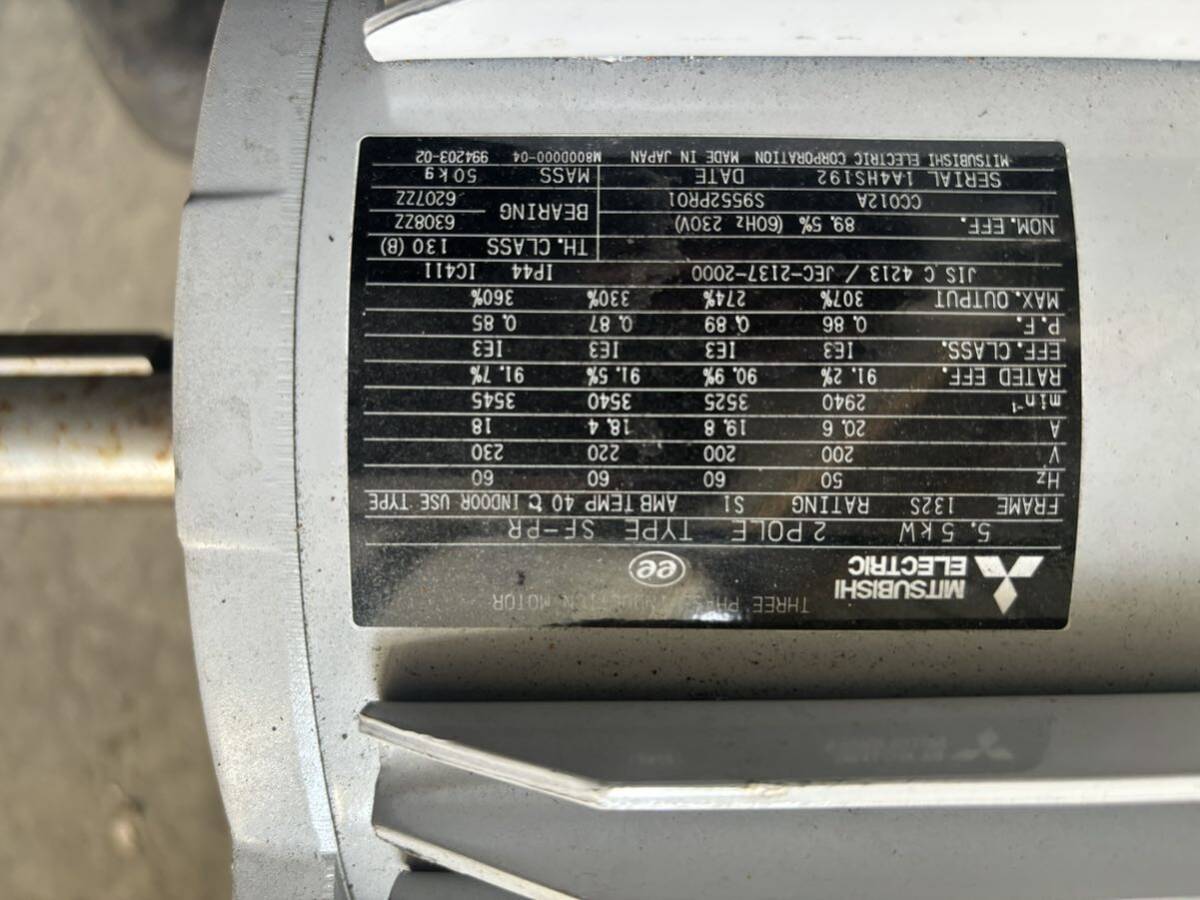 MITSUBISHI
ELECTRIC
THREE PHASE INDUCTION MOTOR
ee
5.5kW 2 POLE TYPE SF-PR
FRAME 132S RATING S1 AMB TEMP 40℃ INDOOR USE TYPE
Hz 50 60 60 60
V 200 200 220 230
A 20.6 19.8 18.4 18
min⁻¹ 2940 3525 3540 3545
RATED EFF. 91.2% 90.9% 91.5% 91.7%
EFF. CLASS. IE3 IE3 IE3 IE3
P.F. 0.86 0.89 0.87 0.85
MAX. OUTPUT 307% 274% 330% 360%
JIS C 4213 / JEC-2137-2000 IP44 IC411
TH. CLASS 130 (B)
NOM. EFF. 89.5% (60Hz 230V)
BEARING 6308ZZ
6207ZZ
CC012A S9552PR01
SERIAL 1A4HS192 DATE MASS 50kg
MITSUBISHI ELECTRIC CORPORATION MADE IN JAPAN M800D000-04 994203-02